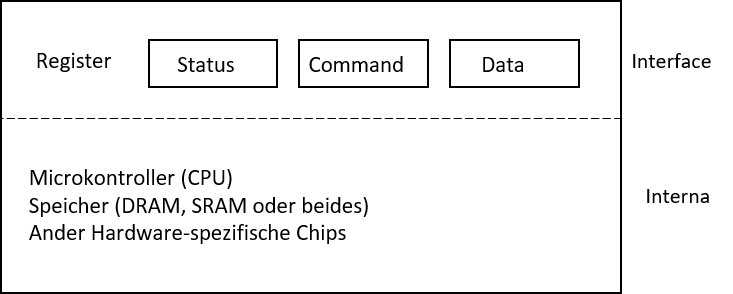 Register Status Command Data Interface
Microkontroller (CPU)
Speicher (DRAM, SRAM oder beides)
Ander Hardware-spezifische Chips
Interna